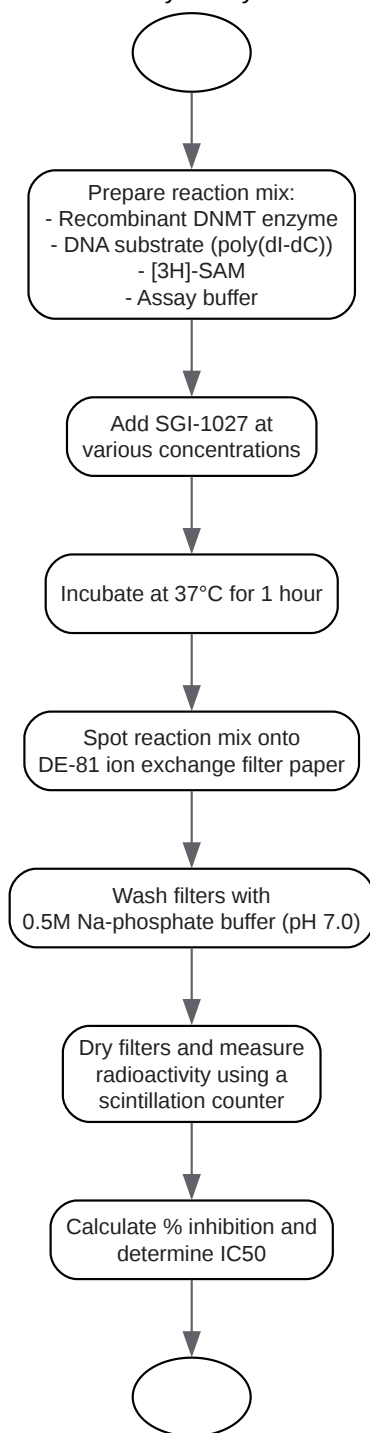 Prepare reaction mix:
- Recombinant DNMT enzyme
- DNA substrate (poly(dI-dC))
- [3H]-SAM
- Assay buffer
Add SGI-1027 at
various concentrations
Incubate at 37°C for 1 hour
Spot reaction mix onto
DE-81 ion exchange filter paper
Wash filters with
0.5M Na-phosphate buffer (pH 7.0)
Dry filters and measure
radioactivity using a
scintillation counter
Calculate % inhibition and
determine IC50